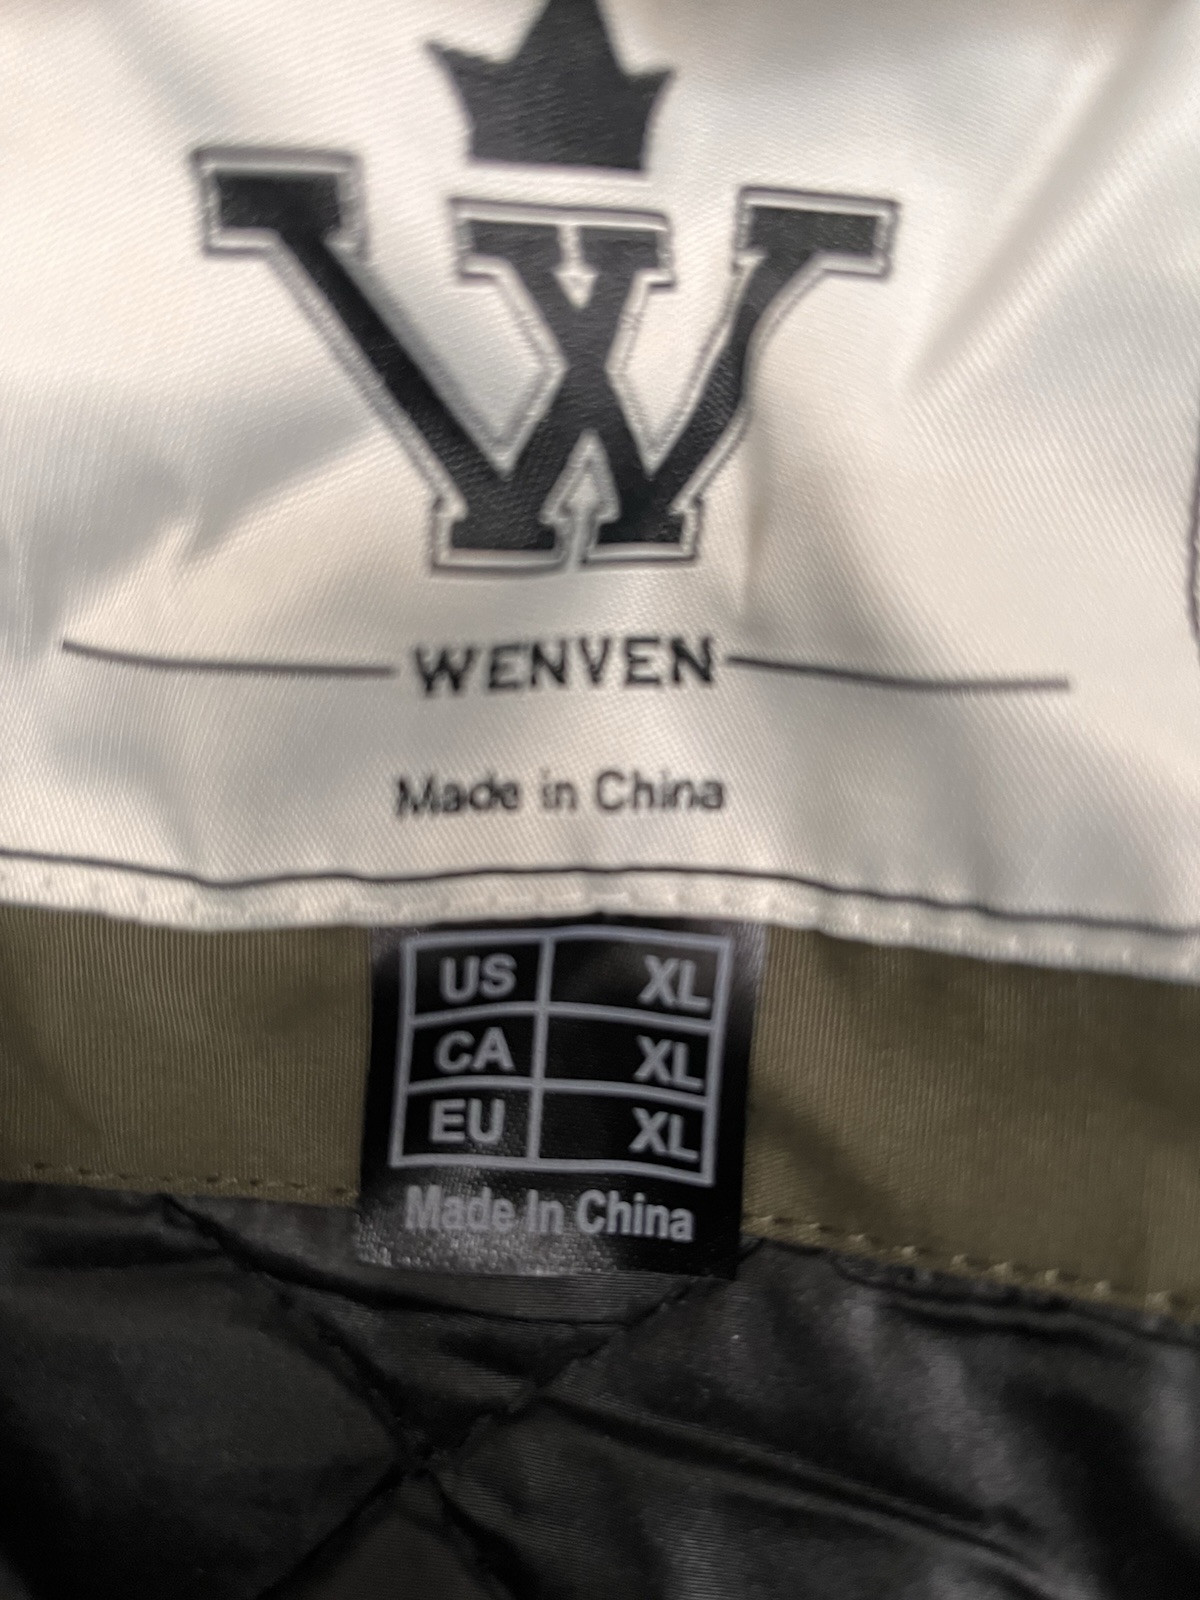 W
WENVEN
Made in China
US XL
CA XL
EU XL
Made In China